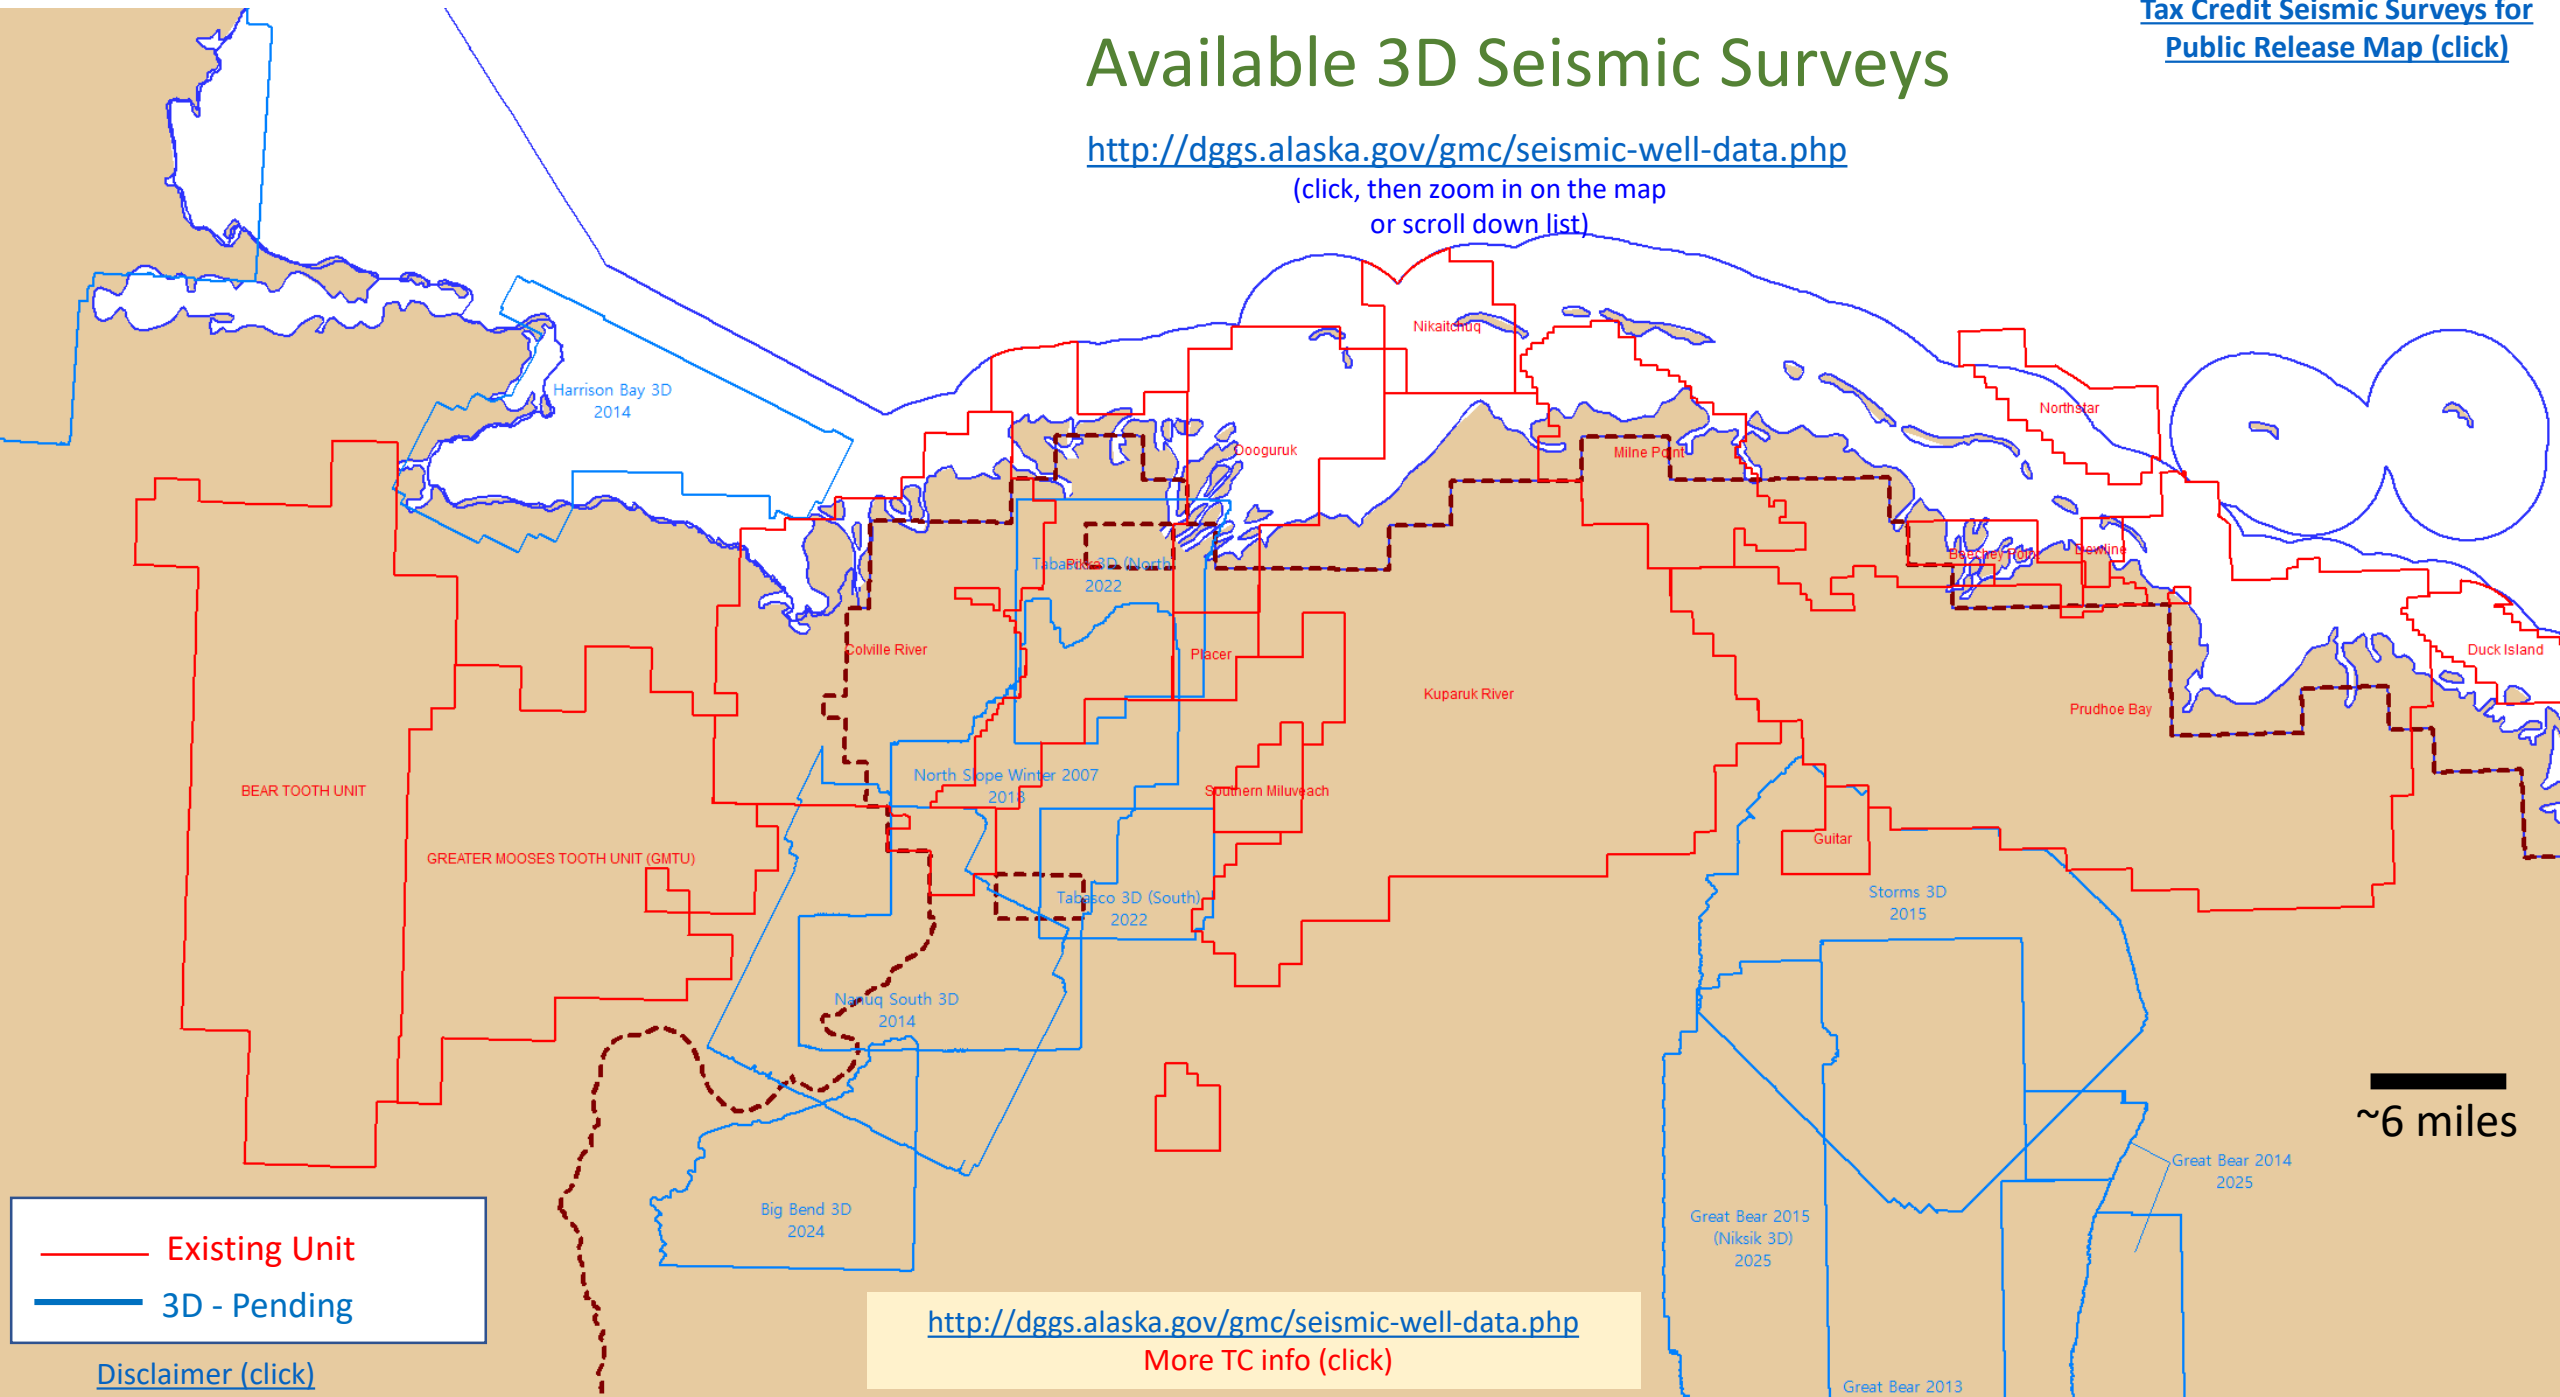 Tax Credit Seismic Surveys for
Public Release Map (click)
Available 3D Seismic Surveys
http://dggs.alaska.gov/gmc/seismic-well-data.php
(click, then zoom in on the map
or scroll down list)
Nikaitchuq
Harrison Bay 3D
2014
Northstar
Oooguruk
Milne Point
Beechey Point
Dewline
Pikka
Tabasco 3D (North)
2022
Colville River
Placer
Duck Island
Kuparuk River
Prudhoe Bay
North Slope Winter 2007
2018
BEAR TOOTH UNIT
Southern Miluveach
GREATER MOOSES TOOTH UNIT (GMTU)
Guitar
Tabasco 3D (South)
2022
Storms 3D
2015
Nanuq South 3D
2014
~6 miles
Great Bear 2014
2025
Big Bend 3D
2024
Great Bear 2015
(Niksik 3D)
2025
Existing Unit
3D - Pending
http://dggs.alaska.gov/gmc/seismic-well-data.php
More TC info (click)
Disclaimer (click)
Great Bear 2013